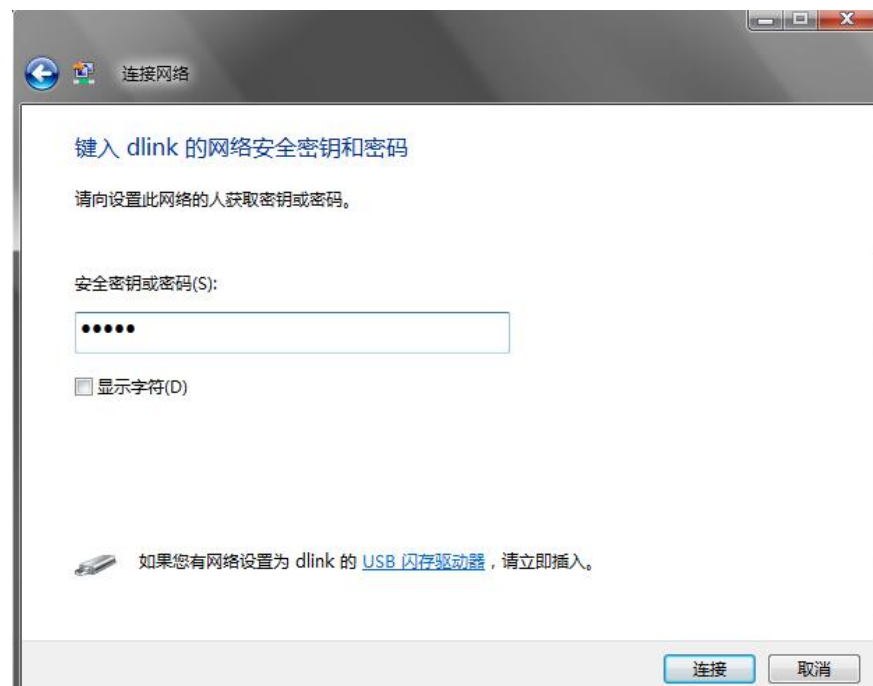 连接网络
键入 dlink 的网络安全密钥和密码
请向设置此网络的人获取密钥或密码。
安全密钥或密码(S):
●●●●●
显示字符(D)
如果您有网络设置为 dlink 的 USB 闪存驱动器，请立即插入。
连接 取消